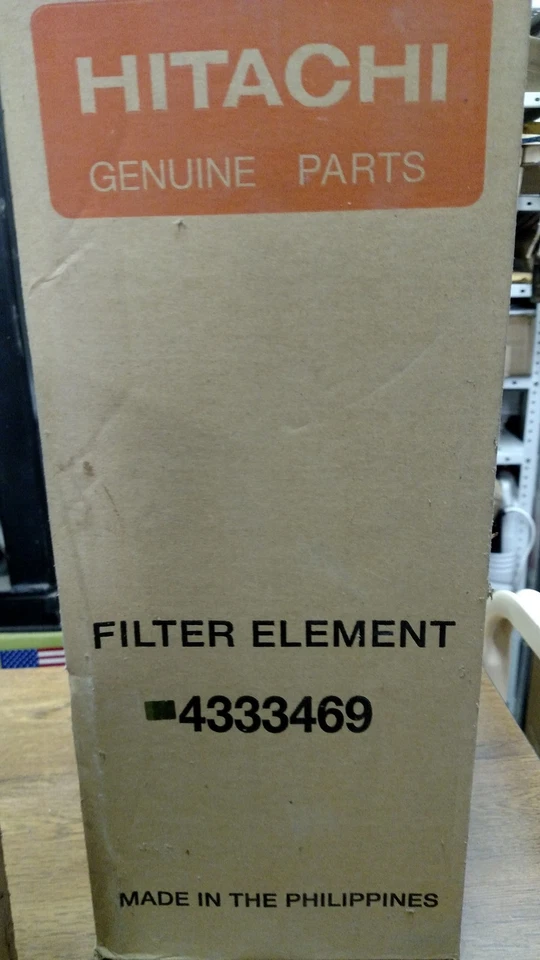 HITACHI
GENUINE PARTS
FILTER ELEMENT
4333469
MADE IN THE PHILIPPINES